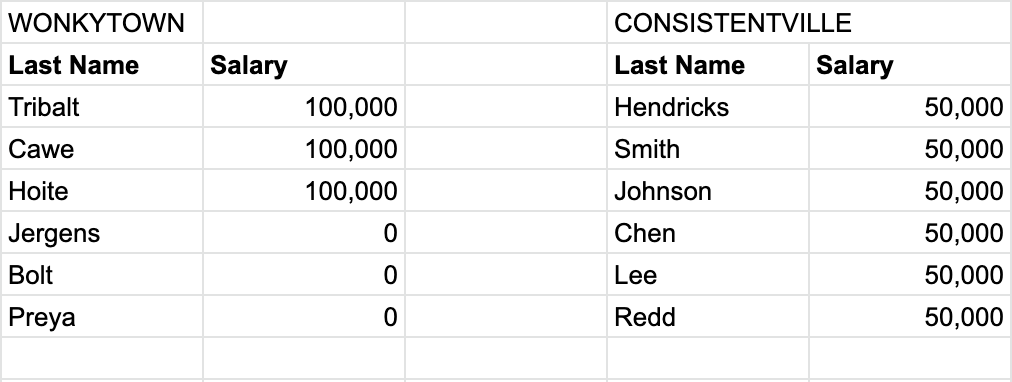 WONKYTOWN CONSISTENTVILLE
Last Name Salary Last Name Salary
Tribalt 100,000 Hendricks 50,000
Cawe 100,000 Smith 50,000
Hoite 100,000 Johnson 50,000
Jergens 0 Chen 50,000
Bolt 0 Lee 50,000
Preya 0 Redd 50,000